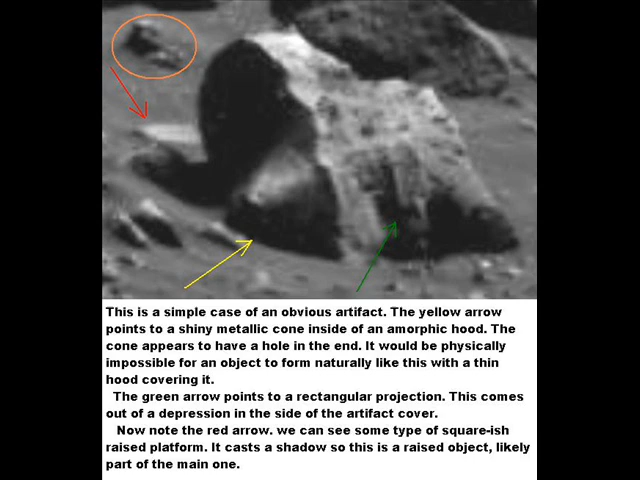 This is a simple case of an obvious artifact. The yellow arrow
points to a shiny metallic cone inside of an amorphic hood. The
cone appears to have a hole in the end. It would be physically
impossible for an object to form naturally like this with a thin
hood covering it.
The green arrow points to a rectangular projection. This comes
out of a depression in the side of the artifact cover.
Now note the red arrow. we can see some type of square-ish
raised platform. It casts a shadow so this is a raised object, likely
part of the main one.